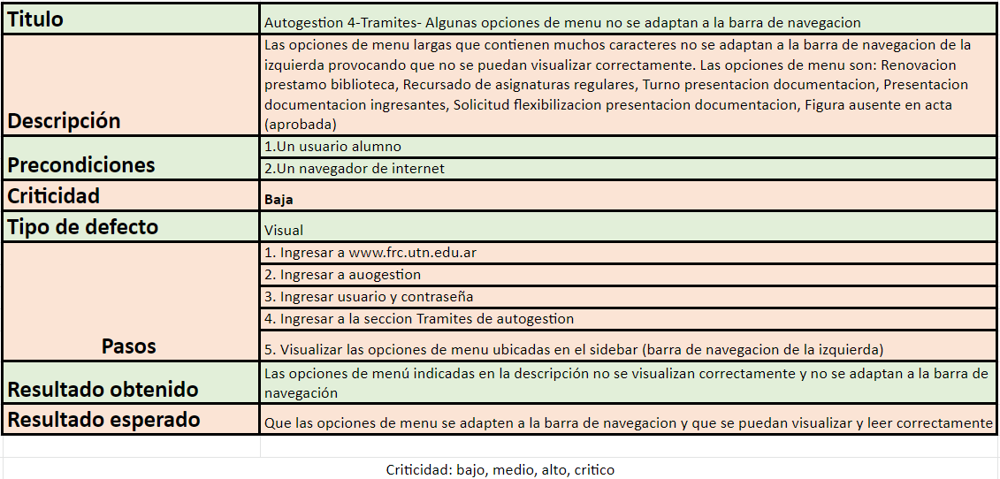 Titulo
Autogestion 4-Tramites- Algunas opciones de menu no se adaptan a la barra de navegacion
Descripción
Las opciones de menu largas que contienen muchos caracteres no se adaptan a la barra de navegacion de la
izquierda provocando que no se puedan visualizar correctamente. Las opciones de menu son: Renovacion
prestamo biblioteca, Recursado de asignaturas regulares, Turno presentacion documentacion, Presentacion
documentacion ingresantes, Solicitud flexibilizacion presentacion documentacion, Figura ausente en acta
(aprobada)
Precondiciones
1.Un usuario alumno
2.Un navegador de internet
Criticidad
Baja
Tipo de defecto
Visual
Pasos
1. Ingresar a www.frc.utn.edu.ar
2. Ingresar a auogestion
3. Ingresar usuario y contraseña
4. Ingresar a la seccion Tramites de autogestion
5. Visualizar las opciones de menu ubicadas en el sidebar (barra de navegacion de la izquierda)
Resultado obtenido
Las opciones de menú indicadas en la descripción no se visualizan correctamente y no se adaptan a la barra de
navegación
Resultado esperado
Que las opciones de menu se adapten a la barra de navegacion y que se puedan visualizar y leer correctamente
Criticidad: bajo, medio, alto, critico